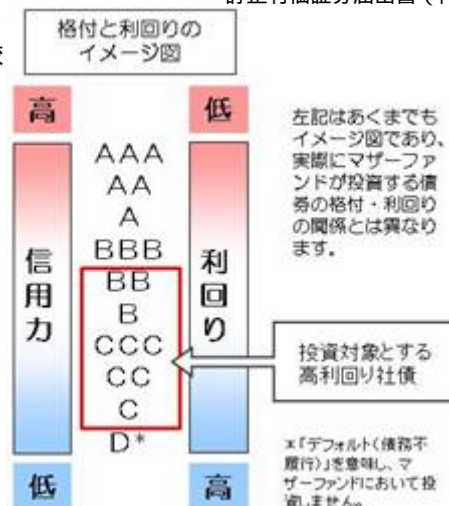 格付と利回りの
イメージ図
高
低
信用力
AAA
AA
A
BBB
BB
B
CCC
CC
C
D*
利回り
低
高
左記はあくまでも
イメージ図であり、
実際にマザーファ
ンドが投資する債
券の格付・利回り
の関係とは異なり
ます。
投資対象とする
高利回り社債
*「デフォルト(債務不
履行)」を意味し、マ
ザーファンドにおいて投
資しません。